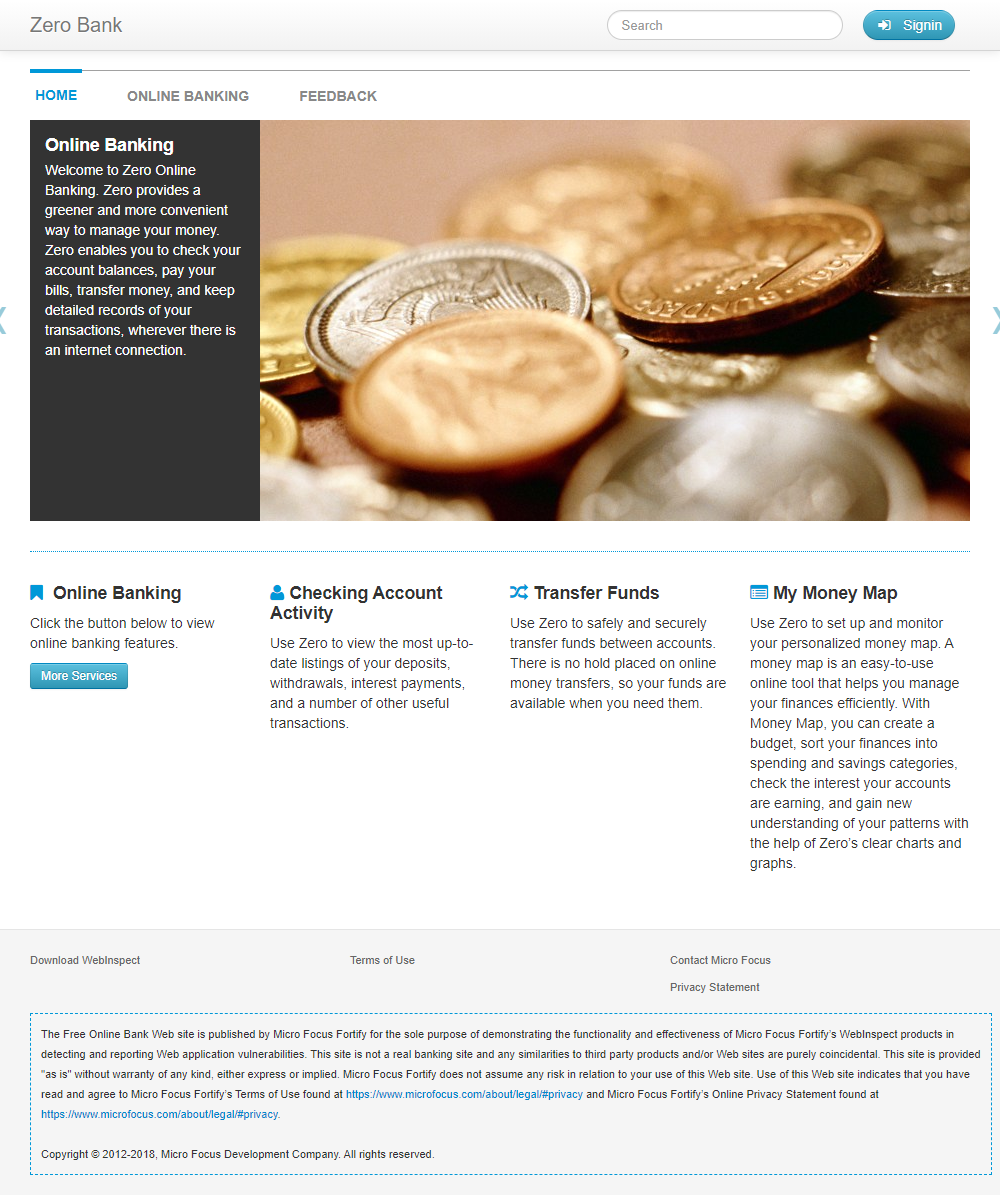 Zero Bank
Search
Signin
HOME
ONLINE BANKING
FEEDBACK
Online Banking
Welcome to Zero Online
Banking. Zero provides a
greener and more convenient
way to manage your money.
Zero enables you to check your
account balances, pay your
bills, transfer money, and keep
detailed records of your
transactions, wherever there is
an internet connection.
Online Banking
Click the button below to view
online banking features.
More Services
Checking Account
Activity
Use Zero to view the most up-to-
date listings of your deposits,
withdrawals, interest payments,
and a number of other useful
transactions.
Transfer Funds
Use Zero to safely and securely
transfer funds between accounts.
There is no hold placed on online
money transfers, so your funds are
available when you need them.
My Money Map
Use Zero to set up and monitor
your personalized money map. A
money map is an easy-to-use
online tool that helps you manage
your finances efficiently. With
Money Map, you can create a
budget, sort your finances into
spending and savings categories,
check the interest your accounts
are earning, and gain new
understanding of your patterns with
the help of Zero’s clear charts and
graphs.
Download WebInspect
Terms of Use
Contact Micro Focus
Privacy Statement
The Free Online Bank Web site is published by Micro Focus Fortify for the sole purpose of demonstrating the functionality and effectiveness of Micro Focus Fortify’s WebInspect products in
detecting and reporting Web application vulnerabilities. This site is not a real banking site and any similarities to third party products and/or Web sites are purely coincidental. This site is provided
"as is" without warranty of any kind, either express or implied. Micro Focus Fortify does not assume any risk in relation to your use of this Web site. Use of this Web site indicates that you have
read and agree to Micro Focus Fortify’s Terms of Use found at https://www.microfocus.com/about/legal/#privacy and Micro Focus Fortify’s Online Privacy Statement found at
https://www.microfocus.com/about/legal/#privacy.
Copyright © 2012-2018, Micro Focus Development Company. All rights reserved.